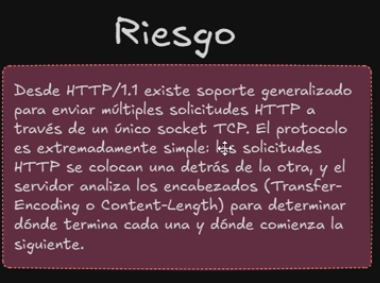 Riesgo
Desde HTTP/1.1 existe soporte generalizado
para enviar múltiples solicitudes HTTP a
través de un único socket TCP. El protocolo
es extremadamente simple: las solicitudes
HTTP se colocan una detrás de la otra, y el
servidor analiza los encabezados (Transfer-
Encoding o Content-Length) para determinar
dónde termina cada una y dónde comienza la
siguiente.